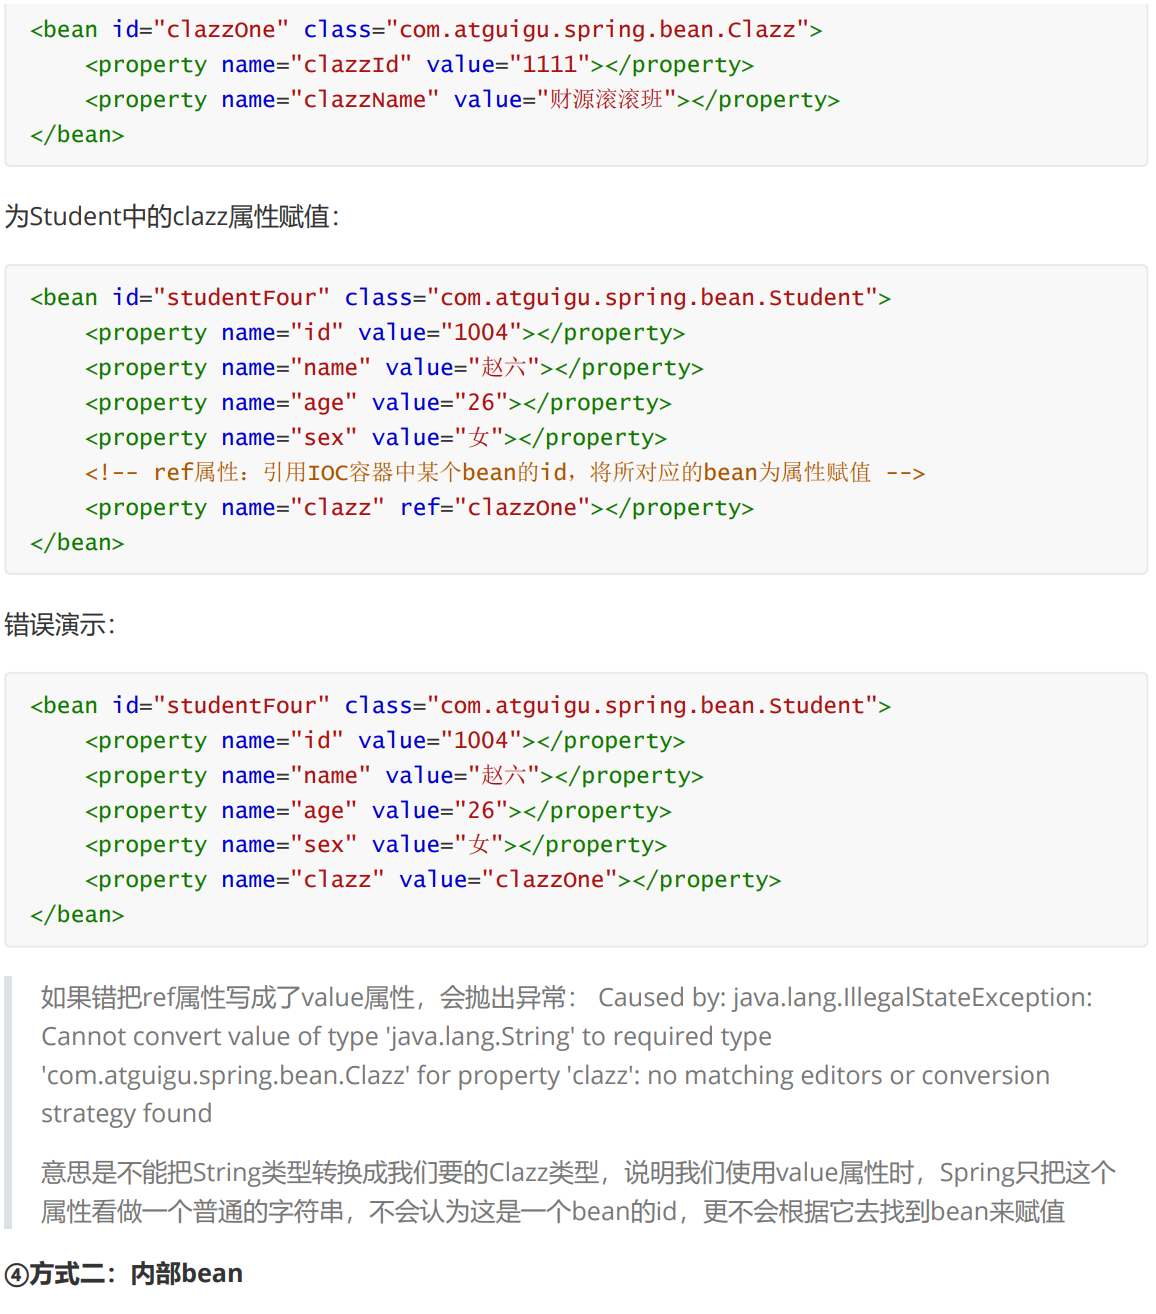 <bean id="clazzOne" class="com.atguigu.spring.bean.Clazz">
    <property name="clazzId" value="1111"></property>
    <property name="clazzName" value="财源滚滚班"></property>
</bean>
为Student中的clazz属性赋值：
<bean id="studentFour" class="com.atguigu.spring.bean.Student">
    <property name="id" value="1004"></property>
    <property name="name" value="赵六"></property>
    <property name="age" value="26"></property>
    <property name="sex" value="女"></property>
    <!-- ref属性：引用IOC容器中某个bean的id，将所对应的bean为属性赋值 -->
    <property name="clazz" ref="clazzOne"></property>
</bean>
错误演示：
<bean id="studentFour" class="com.atguigu.spring.bean.Student">
    <property name="id" value="1004"></property>
    <property name="name" value="赵六"></property>
    <property name="age" value="26"></property>
    <property name="sex" value="女"></property>
    <property name="clazz" value="clazzOne"></property>
</bean>
如果错把ref属性写成了value属性，会抛出异常： Caused by: java.lang.IllegalStateException:
Cannot convert value of type 'java.lang.String' to required type
'com.atguigu.spring.bean.Clazz' for property 'clazz': no matching editors or conversion
strategy found
意思是不能把String类型转换成我们要的Clazz类型，说明我们使用value属性时，Spring只把这个
属性看做一个普通的字符串，不会认为这是一个bean的id，更不会根据它去找到bean来赋值
④方式二：内部bean